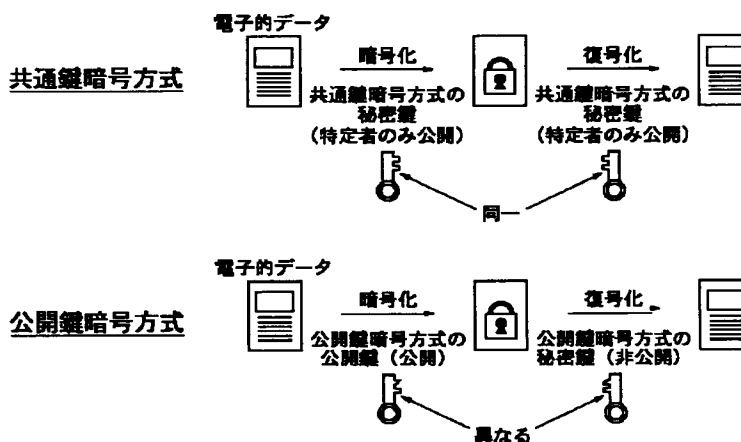 電子的データ
共通鍵暗号方式
暗号化
復号化
共通鍵暗号方式の
秘密鍵
(特定者のみ公開)
共通鍵暗号方式の
秘密鍵
(特定者のみ公開)
同一
電子的データ
公開鍵暗号方式
暗号化
復号化
公開鍵暗号方式の
公開鍵 (公開)
公開鍵暗号方式の
秘密鍵 (非公開)
異なる